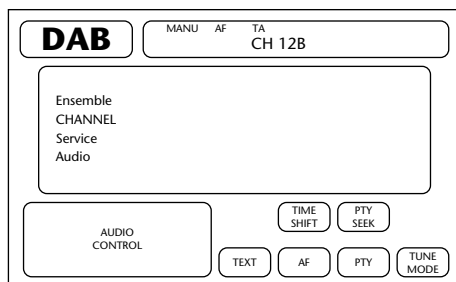 DAB
MANU AF TA
CH 12B
Ensemble
CHANNEL
Service
Audio
AUDIO
CONTROL
TIME
SHIFT
PTY
SEEK
TEXT
AF
PTY
TUNE
MODE